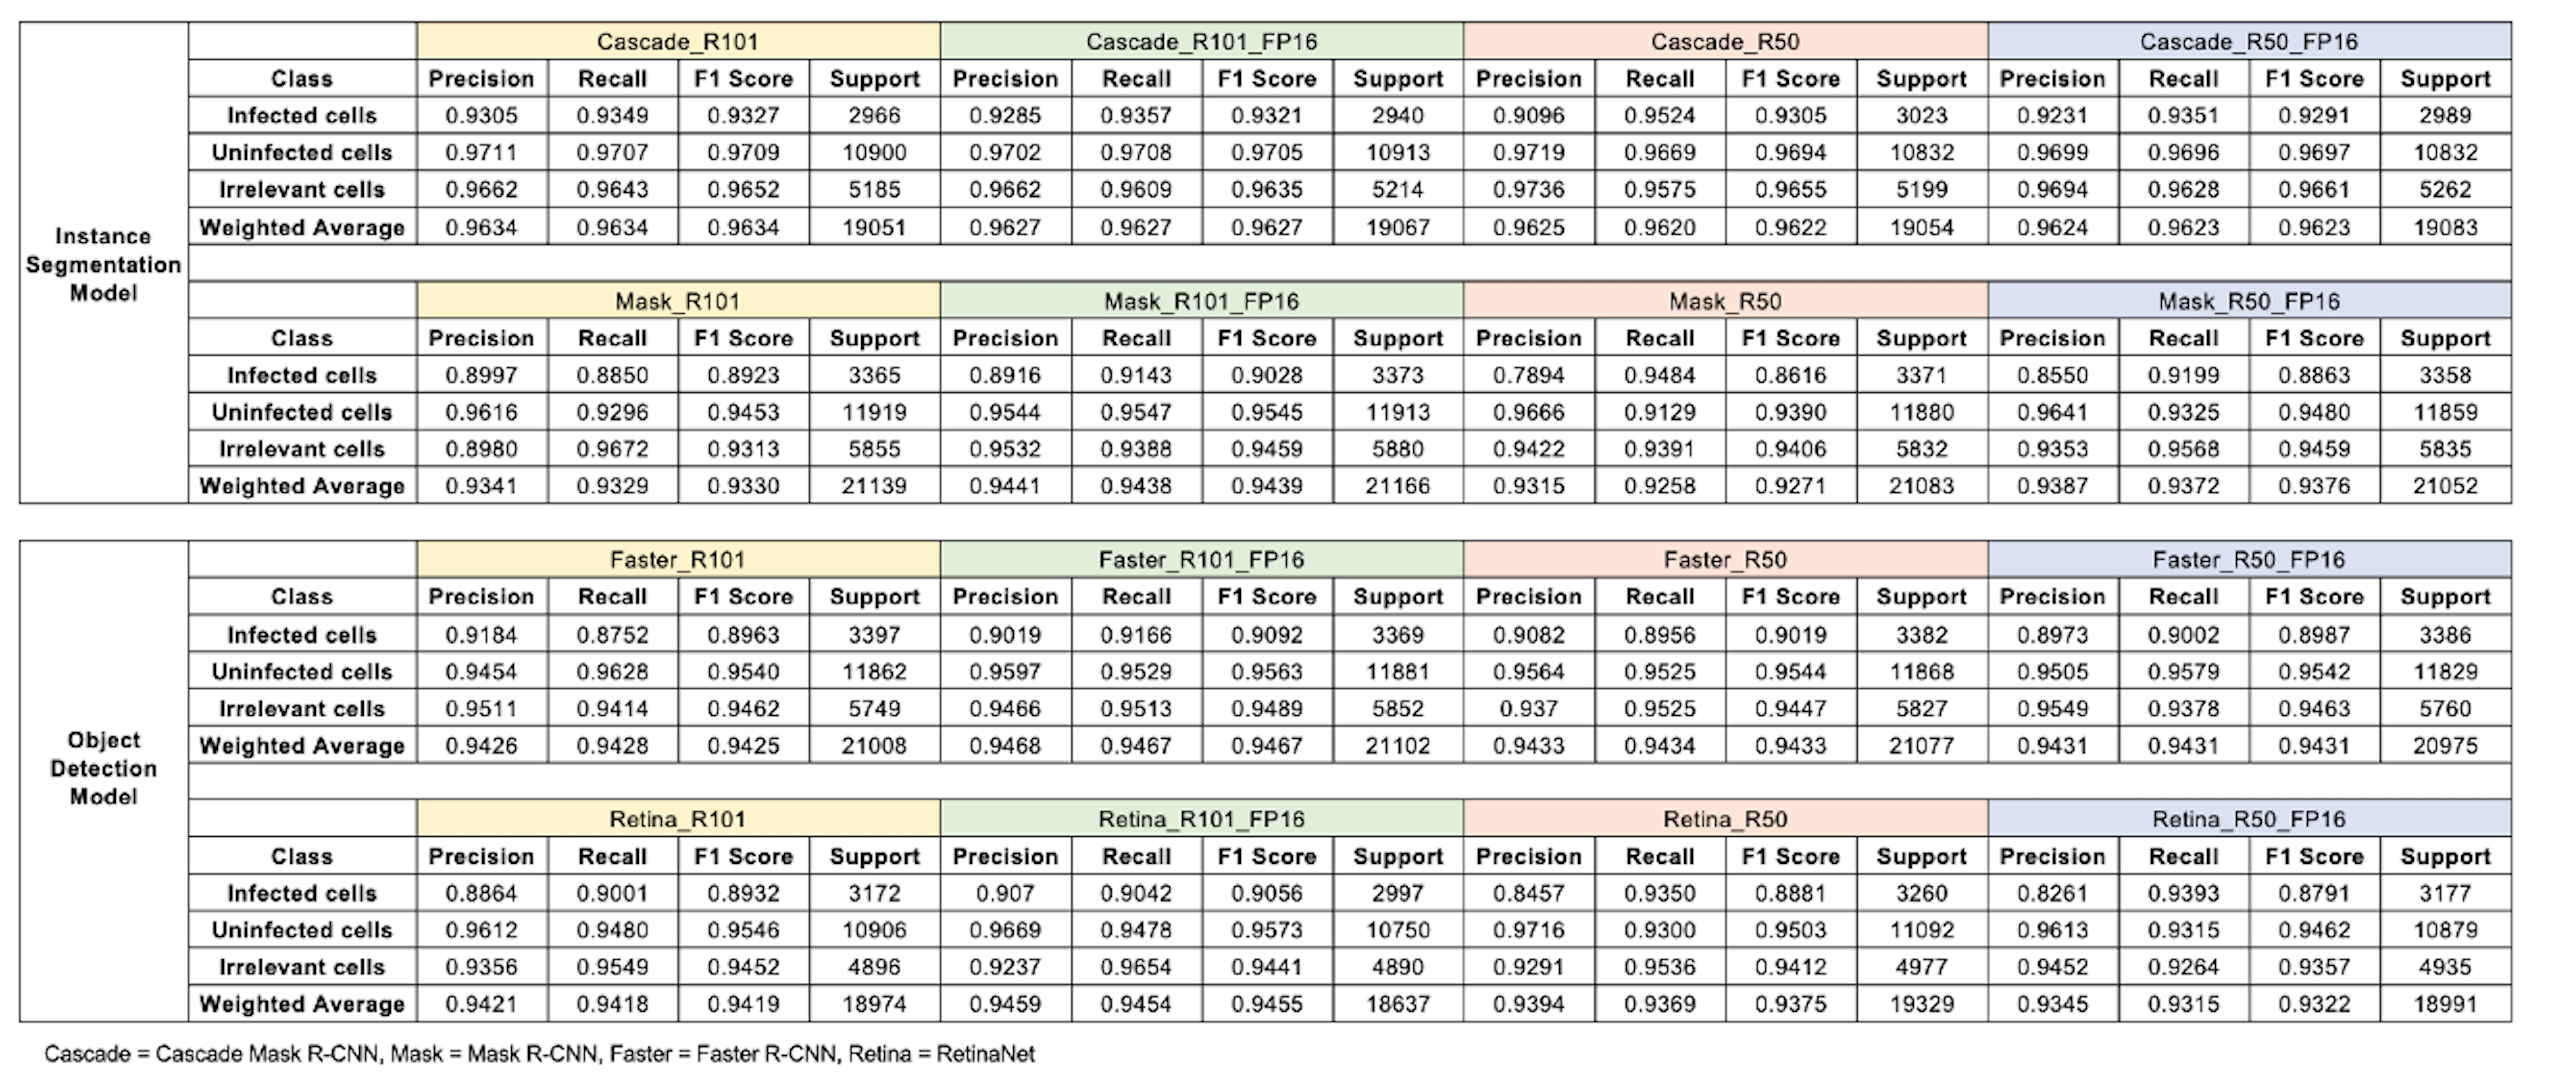 Cascade_R101 Cascade_R101_FP16 Cascade_R50 Cascade_R50_FP16
Class Precision Recall F1 Score Support Precision Recall F1 Score Support Precision Recall F1 Score Support Precision Recall F1 Score Support
Infected cells 0.9305 0.9349 0.9327 2966 0.9285 0.9357 0.9321 2940 0.9096 0.9524 0.9305 3023 0.9231 0.9351 0.9291 2989
Uninfected cells 0.9711 0.9707 0.9709 10900 0.9702 0.9708 0.9705 10913 0.9719 0.9669 0.9694 10832 0.9699 0.9696 0.9697 10832
Irrelevant cells 0.9662 0.9643 0.9652 5185 0.9662 0.9609 0.9635 5214 0.9736 0.9575 0.9655 5199 0.9694 0.9628 0.9661 5262
Weighted Average 0.9634 0.9634 0.9634 19051 0.9627 0.9627 0.9627 19067 0.9625 0.9620 0.9622 19054 0.9624 0.9623 0.9623 19083
Instance
Segmentation
Model
Mask_R101 Mask_R101_FP16 Mask_R50 Mask_R50_FP16
Class Precision Recall F1 Score Support Precision Recall F1 Score Support Precision Recall F1 Score Support Precision Recall F1 Score Support
Infected cells 0.8997 0.8850 0.8923 3365 0.8916 0.9143 0.9028 3373 0.7894 0.9484 0.8616 3371 0.8550 0.9199 0.8863 3358
Uninfected cells 0.9616 0.9296 0.9453 11919 0.9544 0.9547 0.9545 11913 0.9666 0.9129 0.9390 11880 0.9641 0.9325 0.9480 11859
Irrelevant cells 0.8980 0.9672 0.9313 5855 0.9532 0.9388 0.9459 5880 0.9422 0.9391 0.9406 5832 0.9353 0.9568 0.9459 5835
Weighted Average 0.9341 0.9329 0.9330 21139 0.9441 0.9438 0.9439 21166 0.9315 0.9258 0.9271 21083 0.9387 0.9372 0.9376 21052
Faster_R101 Faster_R101_FP16 Faster_R50 Faster_R50_FP16
Class Precision Recall F1 Score Support Precision Recall F1 Score Support Precision Recall F1 Score Support Precision Recall F1 Score Support
Infected cells 0.9184 0.8752 0.8963 3397 0.9019 0.9166 0.9092 3369 0.9082 0.8956 0.9019 3382 0.8973 0.9002 0.8987 3386
Uninfected cells 0.9454 0.9628 0.9540 11862 0.9597 0.9529 0.9563 11881 0.9564 0.9525 0.9544 11868 0.9505 0.9579 0.9542 11829
Irrelevant cells 0.9511 0.9414 0.9462 5749 0.9466 0.9513 0.9489 5852 0.937 0.9525 0.9447 5827 0.9549 0.9378 0.9463 5760
Weighted Average 0.9426 0.9428 0.9425 21008 0.9468 0.9467 0.9467 21102 0.9433 0.9434 0.9433 21077 0.9431 0.9431 0.9431 20975
Object
Detection
Model
Retina_R101 Retina_R101_FP16 Retina_R50 Retina_R50_FP16
Class Precision Recall F1 Score Support Precision Recall F1 Score Support Precision Recall F1 Score Support Precision Recall F1 Score Support
Infected cells 0.8864 0.9001 0.8932 3172 0.907 0.9042 0.9056 2997 0.8457 0.9350 0.8881 3260 0.8261 0.9393 0.8791 3177
Uninfected cells 0.9612 0.9480 0.9546 10906 0.9669 0.9478 0.9573 10750 0.9716 0.9300 0.9503 11092 0.9613 0.9315 0.9462 10879
Irrelevant cells 0.9356 0.9549 0.9452 4896 0.9237 0.9654 0.9441 4890 0.9291 0.9536 0.9412 4977 0.9452 0.9264 0.9357 4935
Weighted Average 0.9421 0.9418 0.9419 18974 0.9459 0.9454 0.9455 18637 0.9394 0.9369 0.9375 19329 0.9345 0.9315 0.9322 18991
Cascade = Cascade Mask R-CNN, Mask = Mask R-CNN, Faster = Faster R-CNN, Retina = RetinaNet